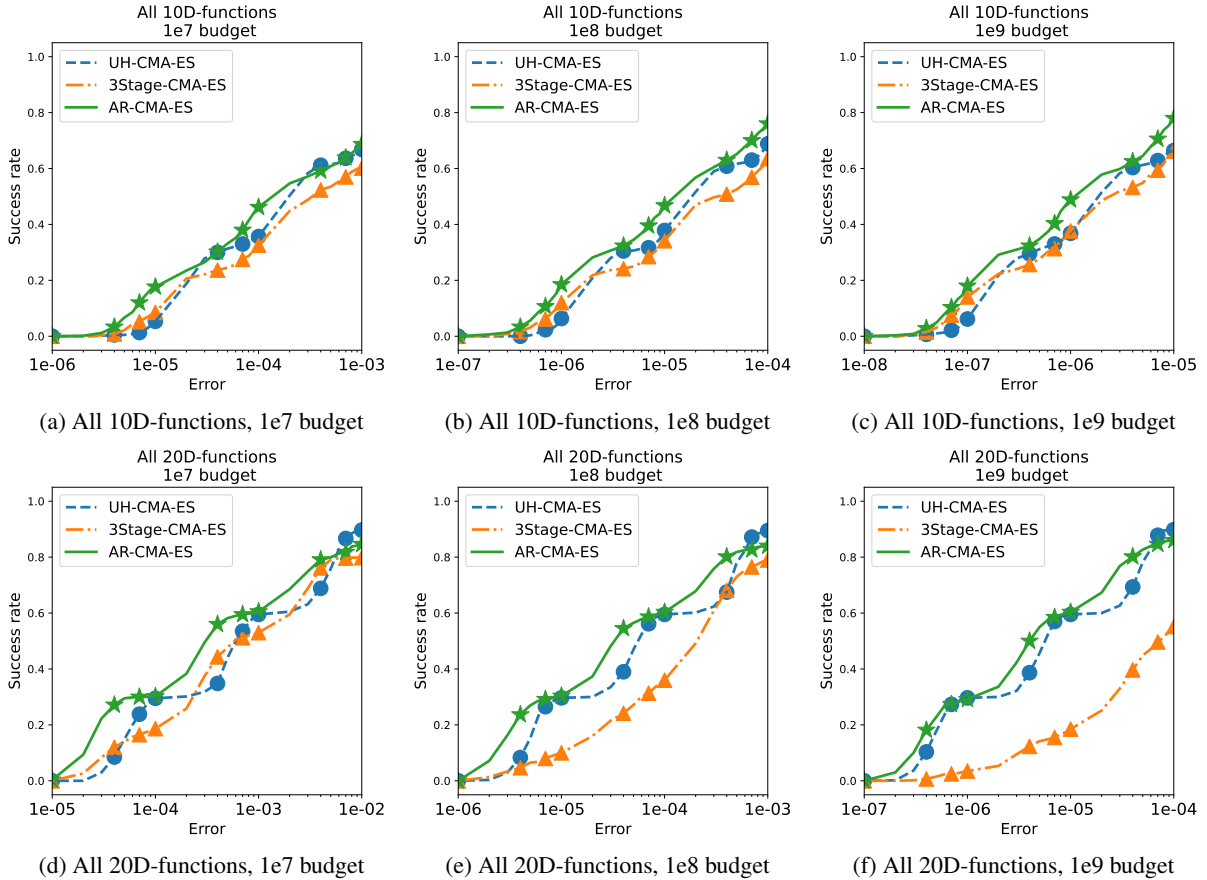 All 10D-functions
1e7 budget
All 10D-functions
1e8 budget
All 10D-functions
1e9 budget
1.0
0.8
0.6
0.4
0.2
0.0
Success rate
UH-CMA-ES
3Stage-CMA-ES
AR-CMA-ES
1e-06
1e-05
1e-04
1e-03
Error
1.0
0.8
0.6
0.4
0.2
0.0
Success rate
UH-CMA-ES
3Stage-CMA-ES
AR-CMA-ES
1e-07
1e-06
1e-05
1e-04
Error
1.0
0.8
0.6
0.4
0.2
0.0
Success rate
UH-CMA-ES
3Stage-CMA-ES
AR-CMA-ES
1e-08
1e-07
1e-06
1e-05
Error
(a) All 10D-functions, 1e7 budget
(b) All 10D-functions, 1e8 budget
(c) All 10D-functions, 1e9 budget
All 20D-functions
1e7 budget
All 20D-functions
1e8 budget
All 20D-functions
1e9 budget
1.0
0.8
0.6
0.4
0.2
0.0
Success rate
UH-CMA-ES
3Stage-CMA-ES
AR-CMA-ES
1e-05
1e-04
1e-03
1e-02
Error
1.0
0.8
0.6
0.4
0.2
0.0
Success rate
UH-CMA-ES
3Stage-CMA-ES
AR-CMA-ES
1e-06
1e-05
1e-04
1e-03
Error
1.0
0.8
0.6
0.4
0.2
0.0
Success rate
UH-CMA-ES
3Stage-CMA-ES
AR-CMA-ES
1e-07
1e-06
1e-05
1e-04
Error
(d) All 20D-functions, 1e7 budget
(e) All 20D-functions, 1e8 budget
(f) All 20D-functions, 1e9 budget